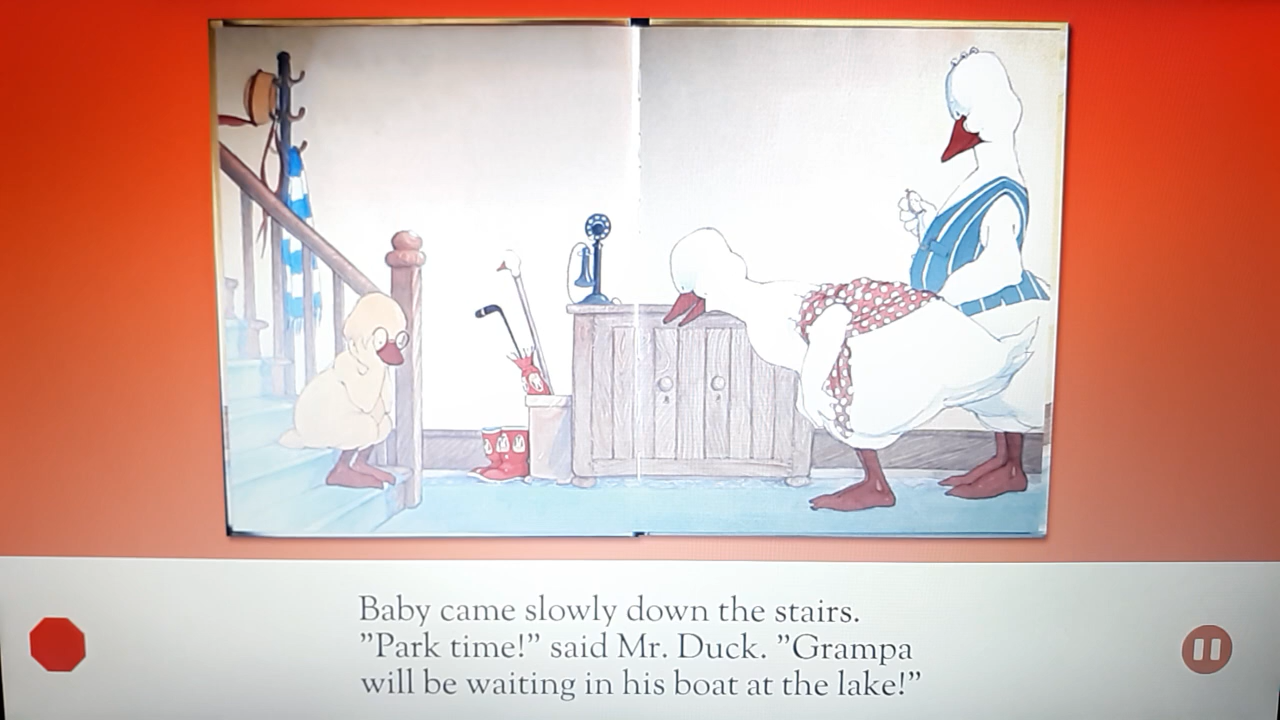 Baby came slowly down the stairs.
”Park time!” said Mr. Duck. ”Grampa
will be waiting in his boat at the lake!”